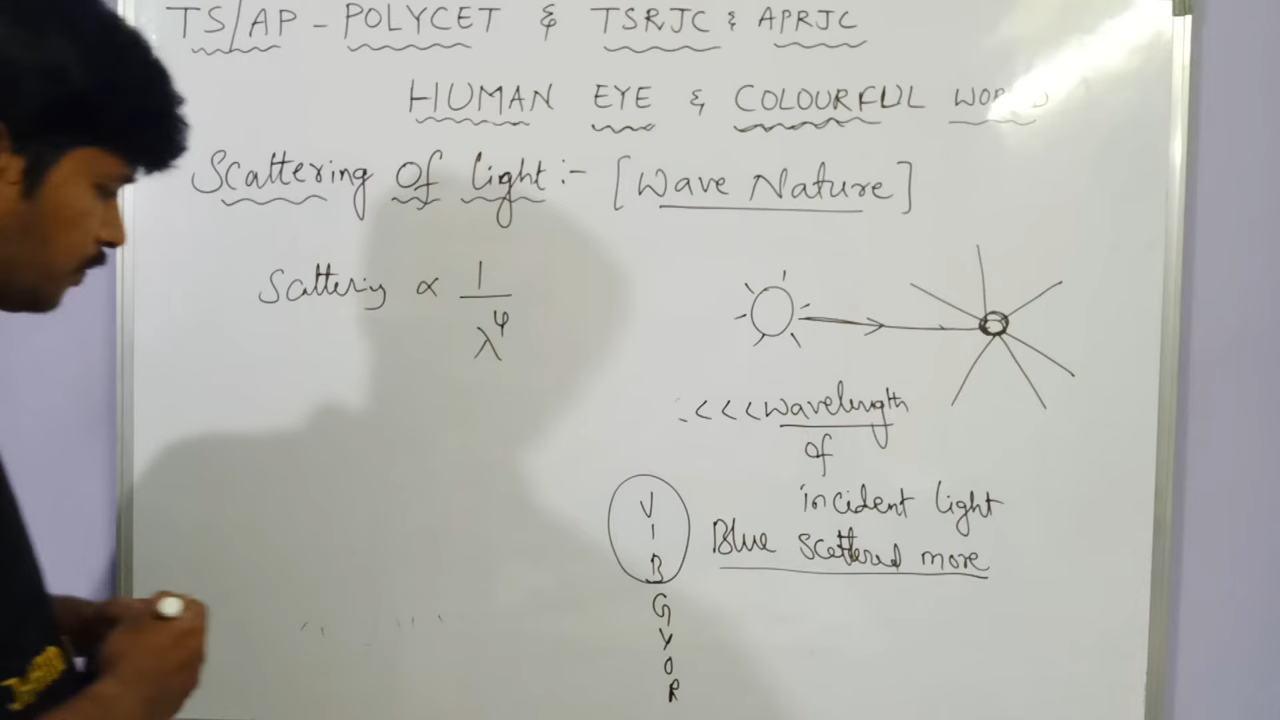 TS/AP - POLYCET & TSRJC & APRJC
HUMAN EYE & COLOURFUL
Scattering Of Light :- [Wave Nature]
Scattering ∝ 1/λ⁴
<<< wavelength
of
incident light
Blue scattered more
V
I
B
G
Y
O
R